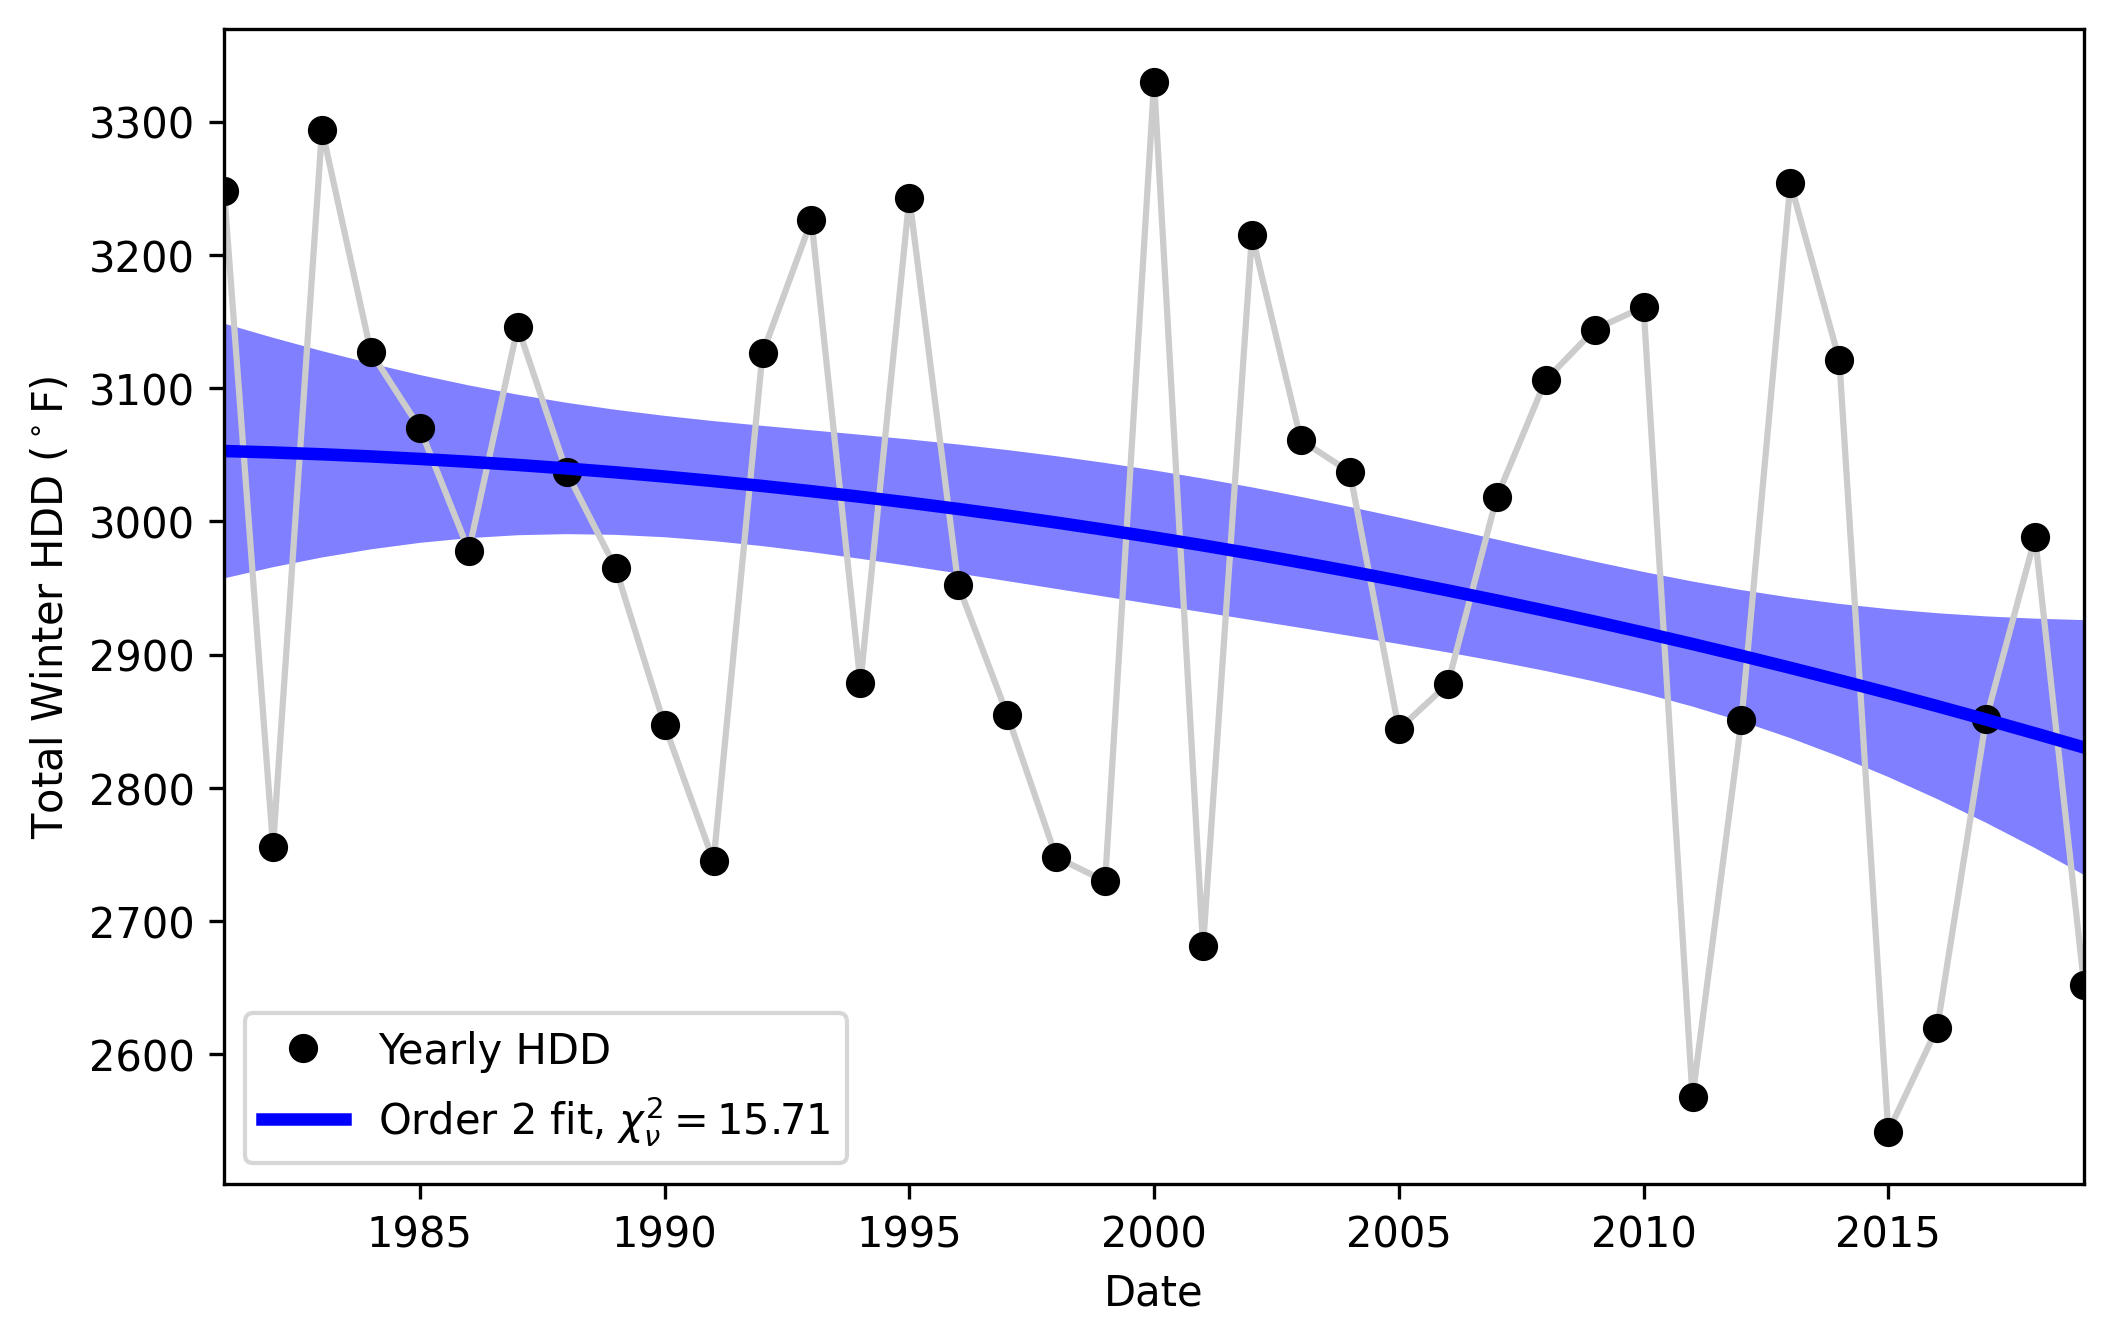 3300
3200
3100
3000
2900
2800
2700
2600
Total Winter HDD (°F)
Yearly HDD
Order 2 fit, χ²ᵥ = 15.71
1985 1990 1995 2000 2005 2010 2015
Date